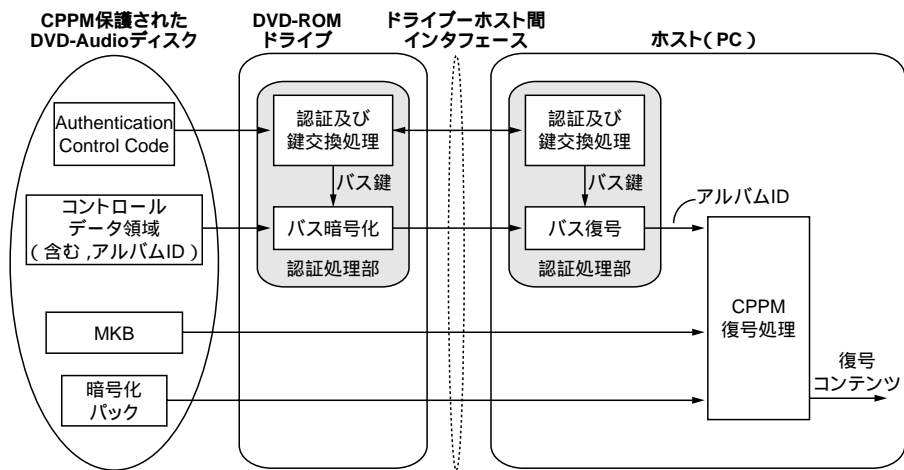 CPPM保護された
DVD-Audioディスク
DVD-ROM
ドライブ
ドライブーホスト間
インタフェース
ホスト(PC)
Authentication
Control Code
認証及び
鍵交換処理
認証及び
鍵交換処理
バス鍵
バス鍵
アルバムID
コントロール
データ領域
(含む,アルバムID)
バス暗号化
バス復号
認証処理部
認証処理部
MKB
CPPM
復号処理
暗号化
パック
復号
コンテンツ